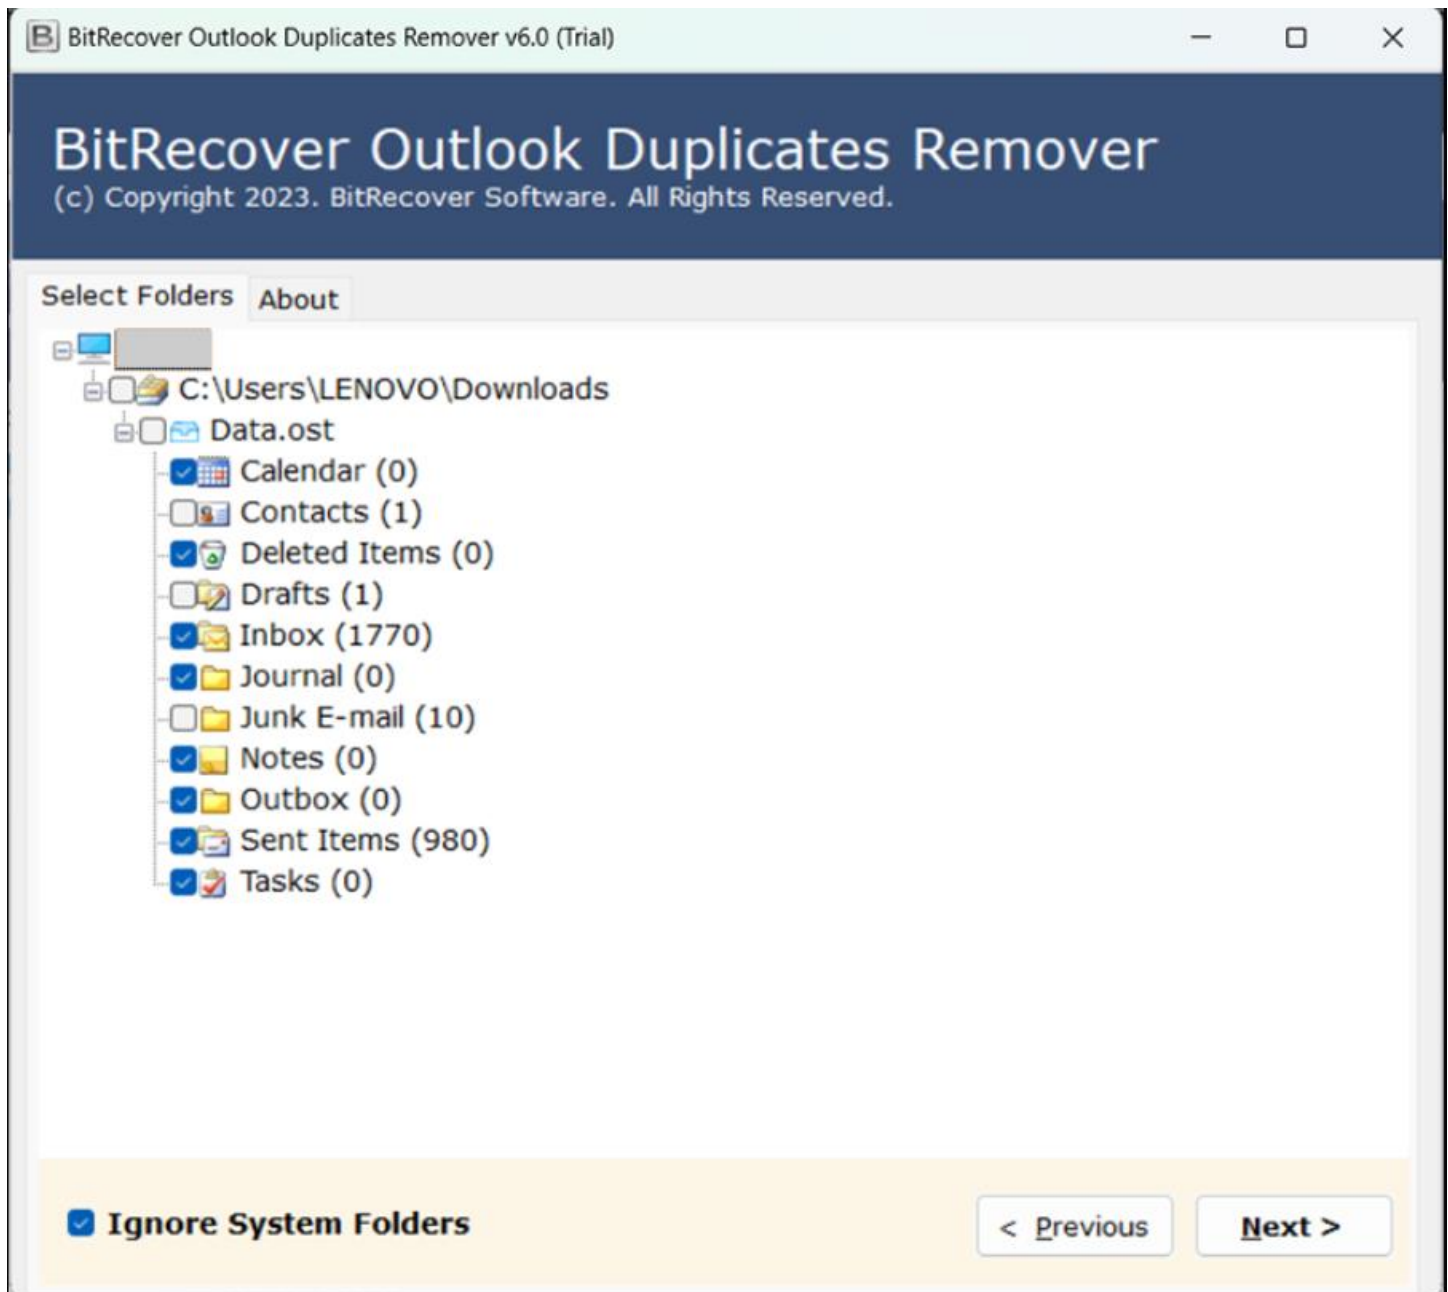 BitRecover Outlook Duplicates Remover v6.0 (Trial)
BitRecover Outlook Duplicates Remover
(c) Copyright 2023. BitRecover Software. All Rights Reserved.
Select Folders About
C:\Users\LENOVO\Downloads
Data.ost
Calendar (0)
Contacts (1)
Deleted Items (0)
Drafts (1)
Inbox (1770)
Journal (0)
Junk E-mail (10)
Notes (0)
Outbox (0)
Sent Items (980)
Tasks (0)
Ignore System Folders < Previous Next >